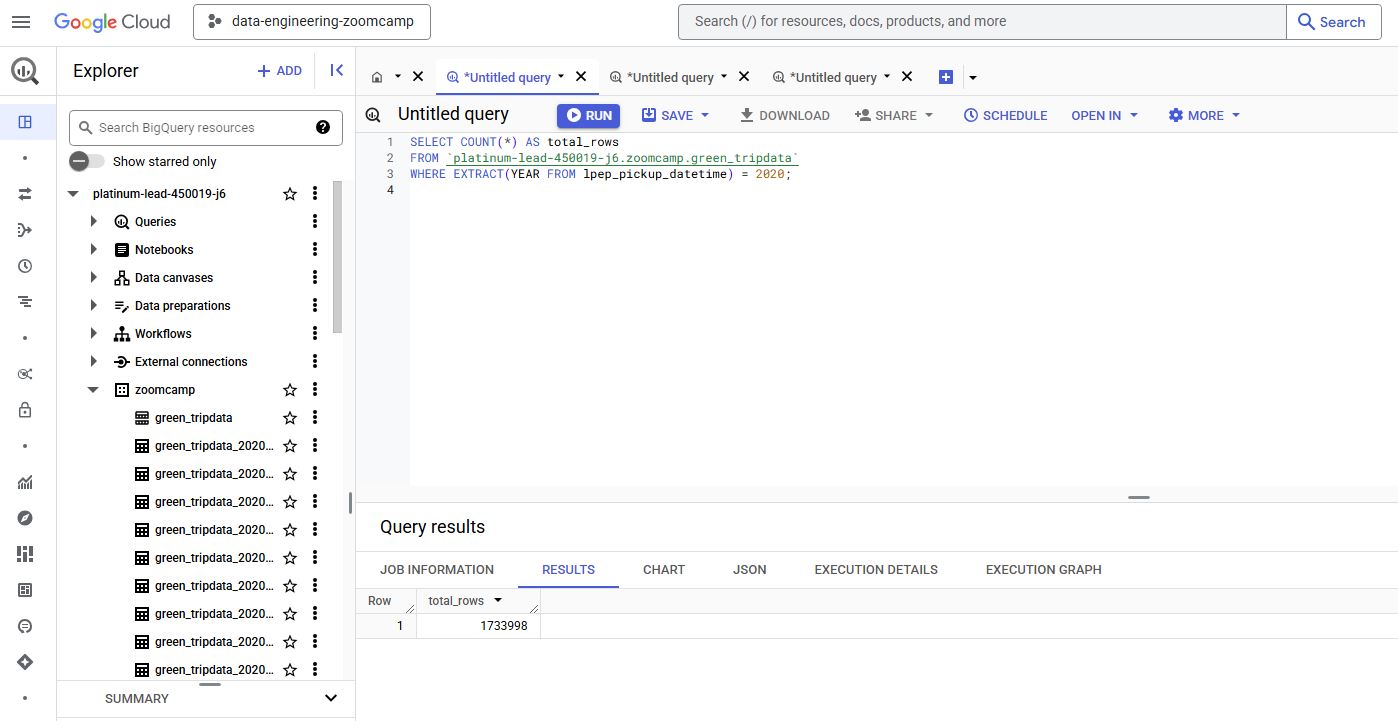 Google Cloud
data-engineering-zoomcamp
Search (/) for resources, docs, products, and more
Search
Explorer
+ ADD
Search BigQuery resources
Show starred only
platinum-lead-450019-j6
Queries
Notebooks
Data canvases
Data preparations
Workflows
External connections
zoomcamp
green_tripdata
green_tripdata_2020...
green_tripdata_2020...
green_tripdata_2020...
green_tripdata_2020...
green_tripdata_2020...
green_tripdata_2020...
green_tripdata_2020...
green_tripdata_2020...
green_tripdata_2020...
SUMMARY
*Untitled query
*Untitled query
*Untitled query
Untitled query
RUN
SAVE
DOWNLOAD
SHARE
SCHEDULE
OPEN IN
MORE
1 SELECT COUNT(*) AS total_rows
2 FROM `platinum-lead-450019-j6.zoomcamp.green_tripdata`
3 WHERE EXTRACT(YEAR FROM lpep_pickup_datetime) = 2020;
4
Query results
JOB INFORMATION
RESULTS
CHART
JSON
EXECUTION DETAILS
EXECUTION GRAPH
Row total_rows
1 1733998